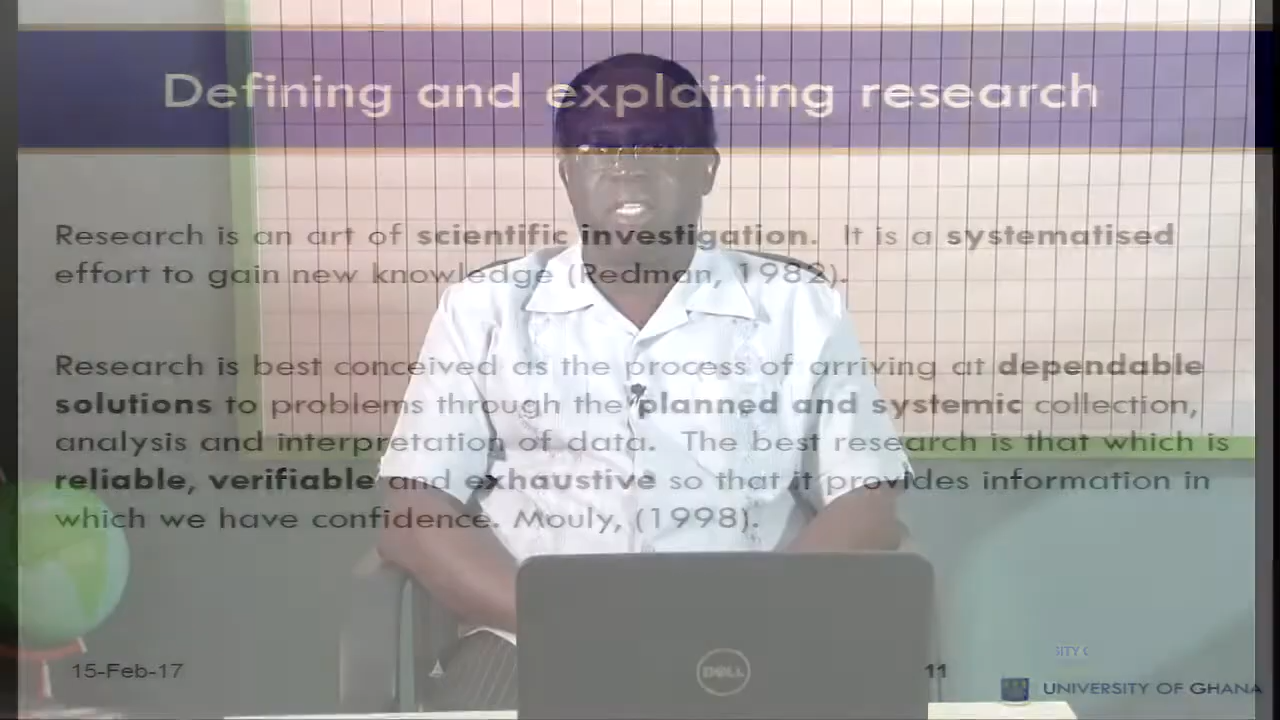 Defining and explaining research
Research is an art of scientific investigation. It is a systematised
effort to gain new knowledge (Redman, 1982).
Research is best conceived as the process of arriving at dependable
solutions to problems through the planned and systemic collection,
analysis and interpretation of data. The best research is that which is
reliable, verifiable and exhaustive so that it provides information in
which we have confidence. Mouly, (1998).
DELL
15-Feb-17
11
SITY O
UNIVERSITY OF GHANA